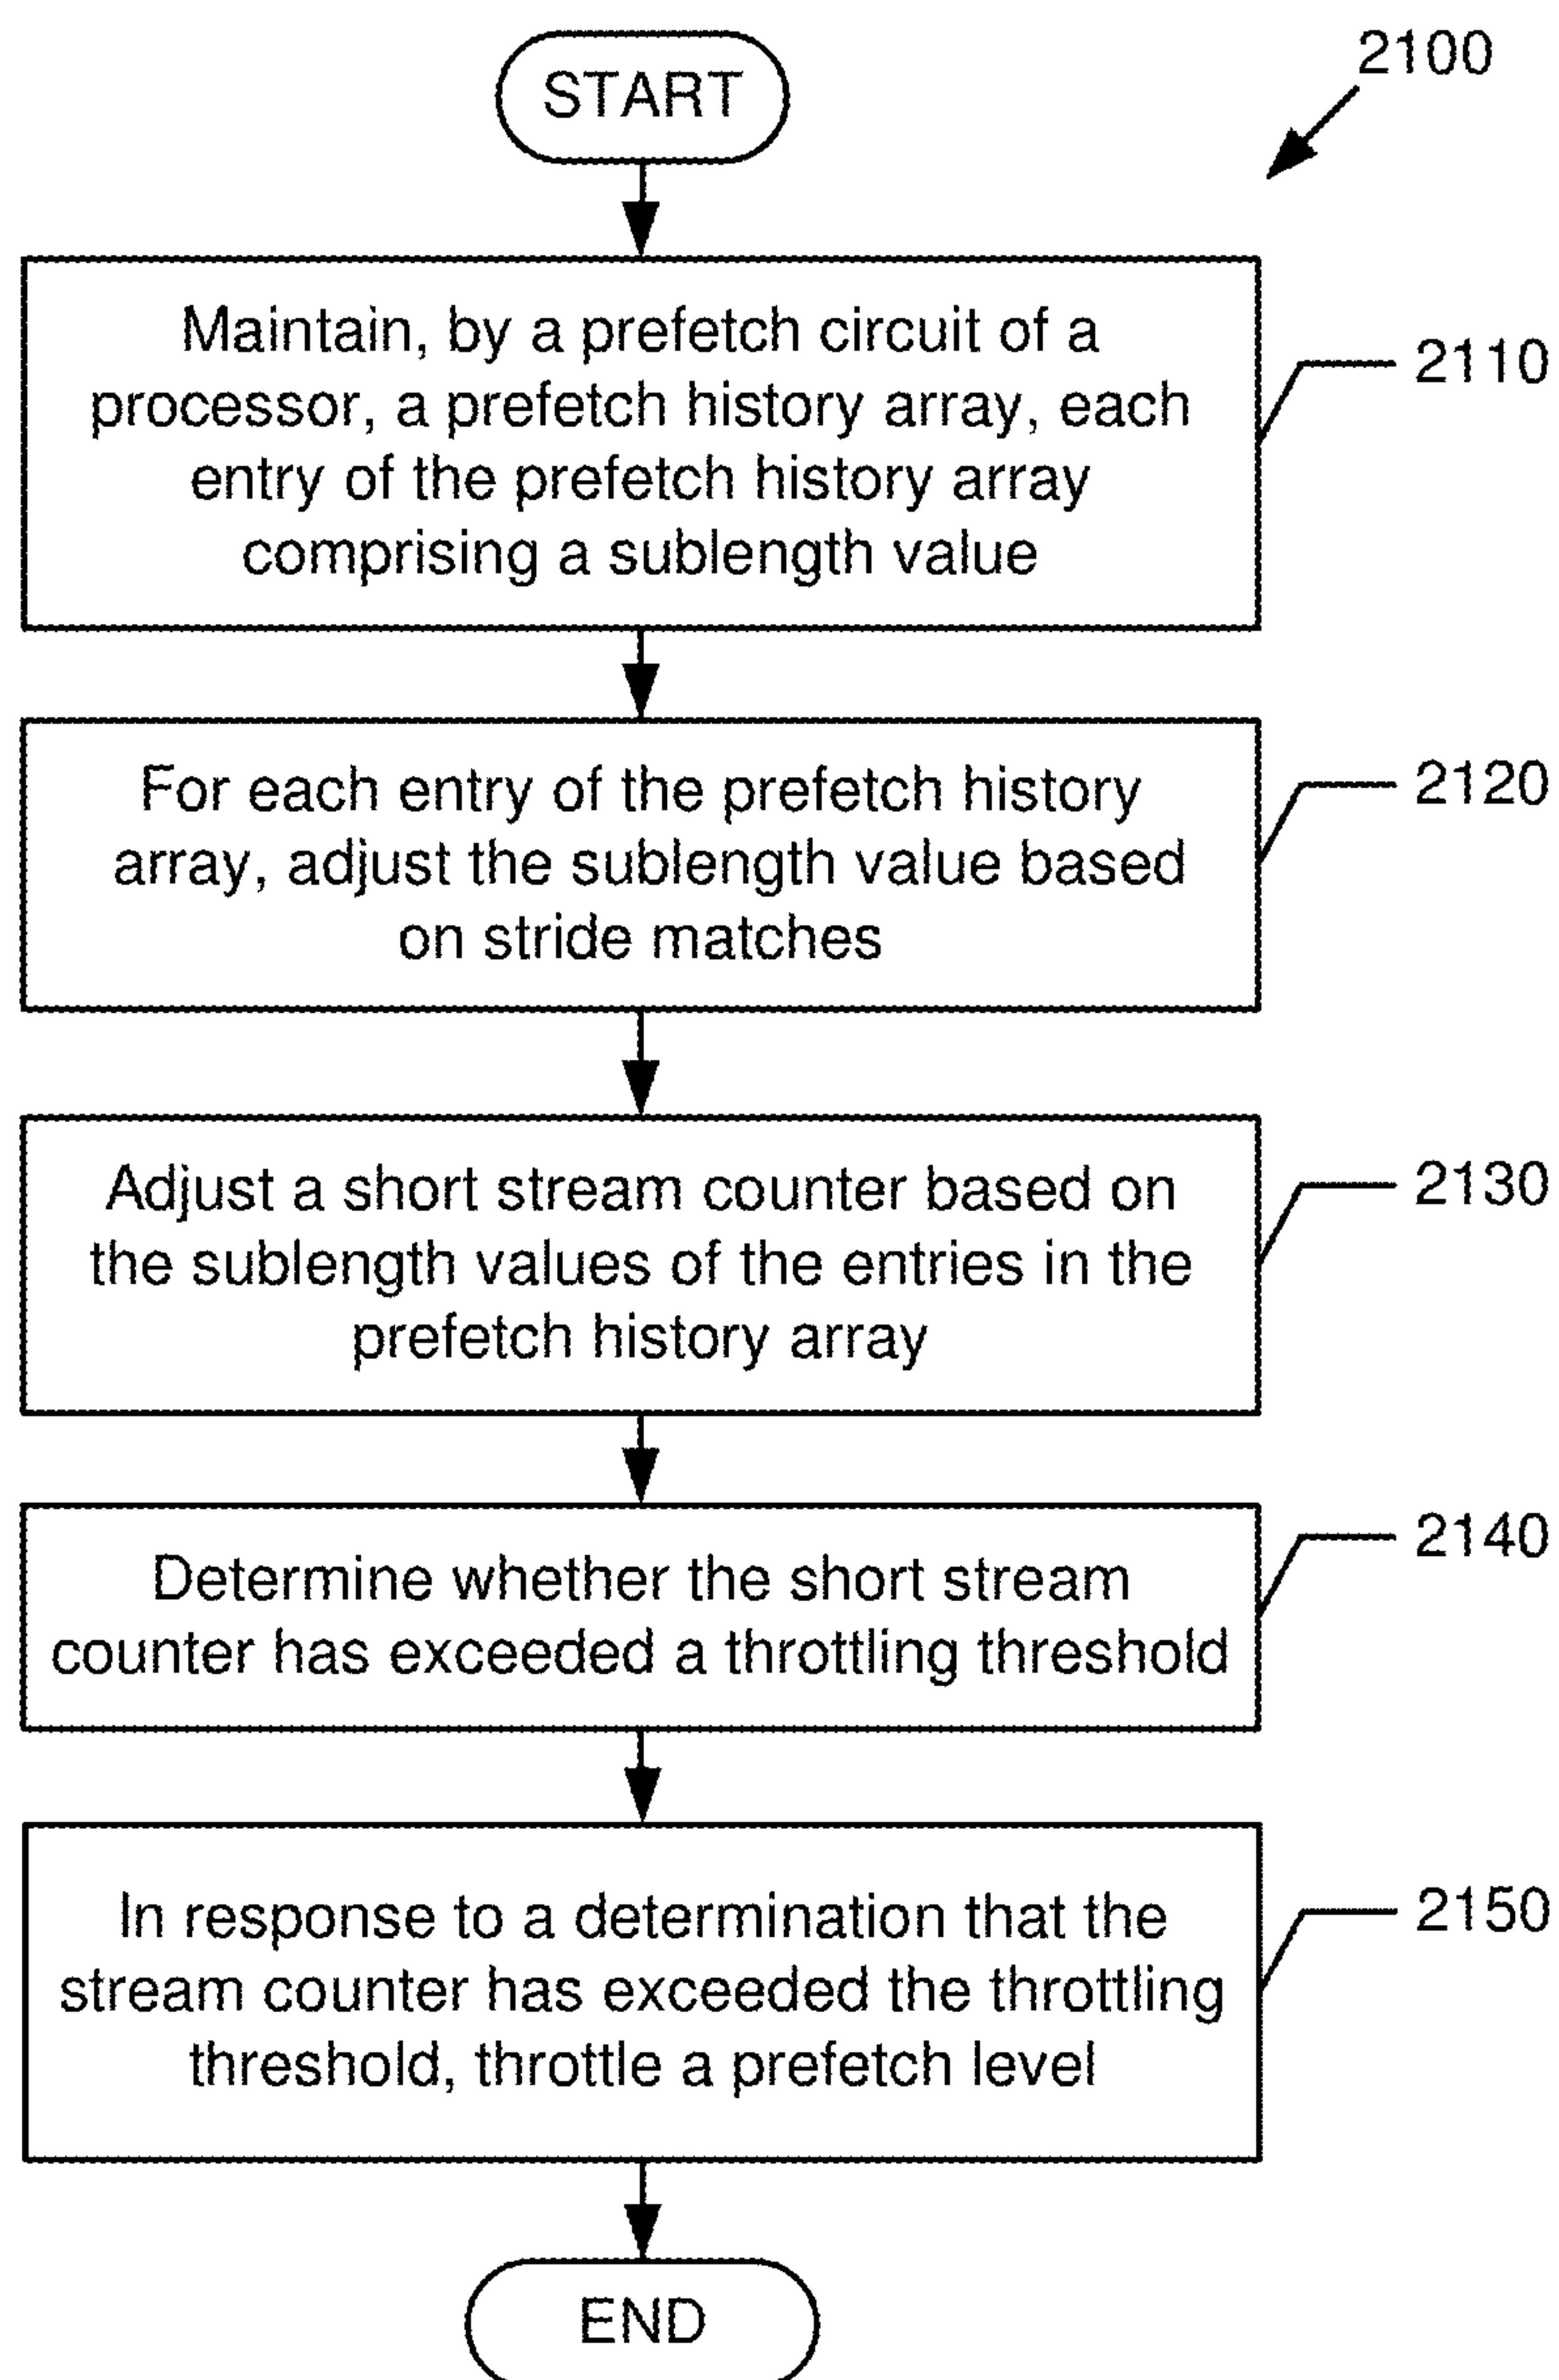 START
2100
Maintain, by a prefetch circuit of a
processor, a prefetch history array, each
entry of the prefetch history array
comprising a sublength value
2110
For each entry of the prefetch history
array, adjust the sublength value based
on stride matches
2120
Adjust a short stream counter based on
the sublength values of the entries in the
prefetch history array
2130
Determine whether the short stream
counter has exceeded a throttling threshold
2140
In response to a determination that the
stream counter has exceeded the throttling
threshold, throttle a prefetch level
2150
END